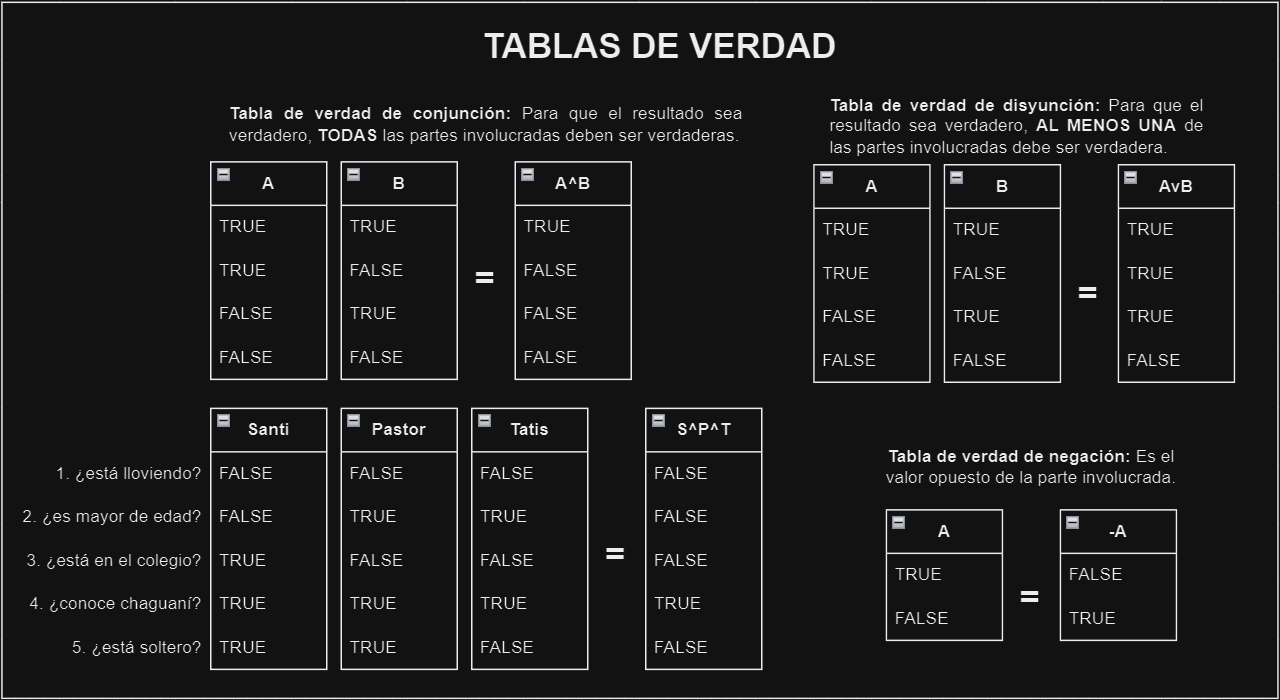 TABLAS DE VERDAD
Tabla de verdad de conjunción: Para que el resultado sea
verdadero, TODAS las partes involucradas deben ser verdaderas.
A B A^B
TRUE TRUE TRUE
TRUE FALSE = FALSE
FALSE TRUE FALSE
FALSE FALSE FALSE
Tabla de verdad de disyunción: Para que el
resultado sea verdadero, AL MENOS UNA de
las partes involucradas debe ser verdadera.
A B AvB
TRUE TRUE TRUE
TRUE FALSE = TRUE
FALSE TRUE TRUE
FALSE FALSE FALSE
Santi Pastor Tatis S^P^T
1. ¿está lloviendo? FALSE FALSE FALSE FALSE
2. ¿es mayor de edad? FALSE TRUE TRUE FALSE
3. ¿está en el colegio? TRUE FALSE FALSE = FALSE
4. ¿conoce chaguaní? TRUE TRUE TRUE TRUE
5. ¿está soltero? TRUE TRUE FALSE FALSE
Tabla de verdad de negación: Es el
valor opuesto de la parte involucrada.
A -A
TRUE = FALSE
FALSE TRUE